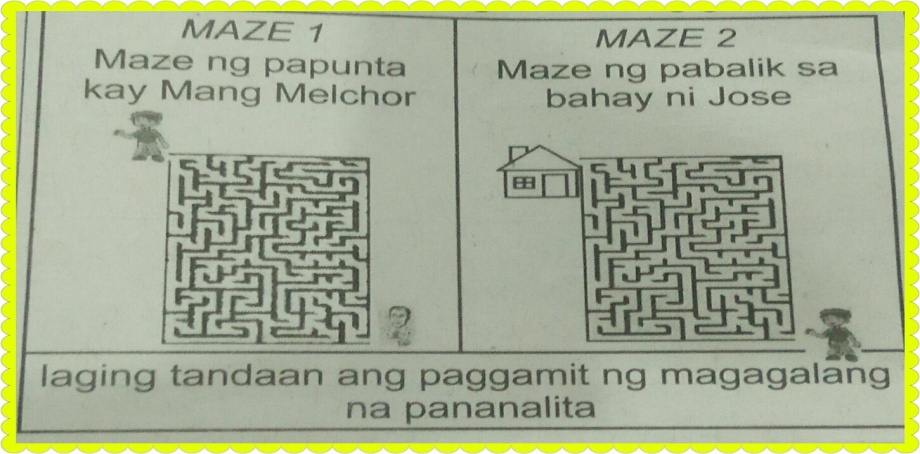 MAZE 1
Maze ng papunta
kay Mang Melchor
MAZE 2
Maze ng pabalik sa
bahay ni Jose
laging tandaan ang paggamit ng magagalang
na pananalita